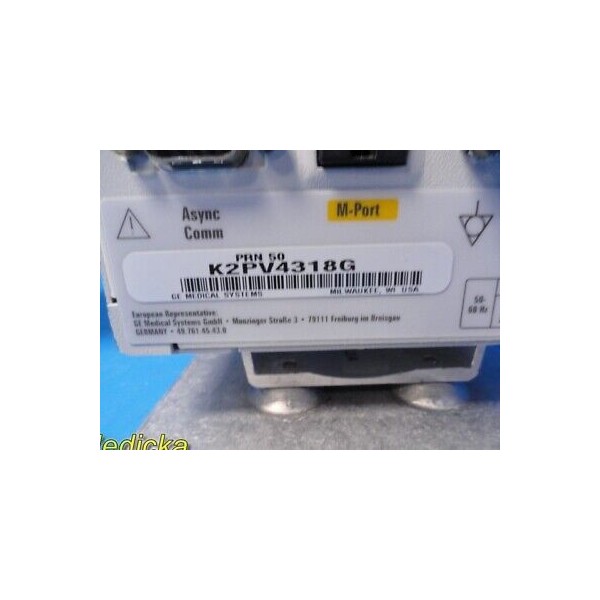 Async
Comm
M-Port
PRN 50
K2PV4318G
GE MEDICAL SYSTEMS MILWAUKEE, WI USA
European Representative:
GE Medical Systems GmbH • Munzinger Straße 3 • 79111 Freiburg im Breisgau
GERMANY • 49.761.45.43.0
50-
60 Hz
Medicka